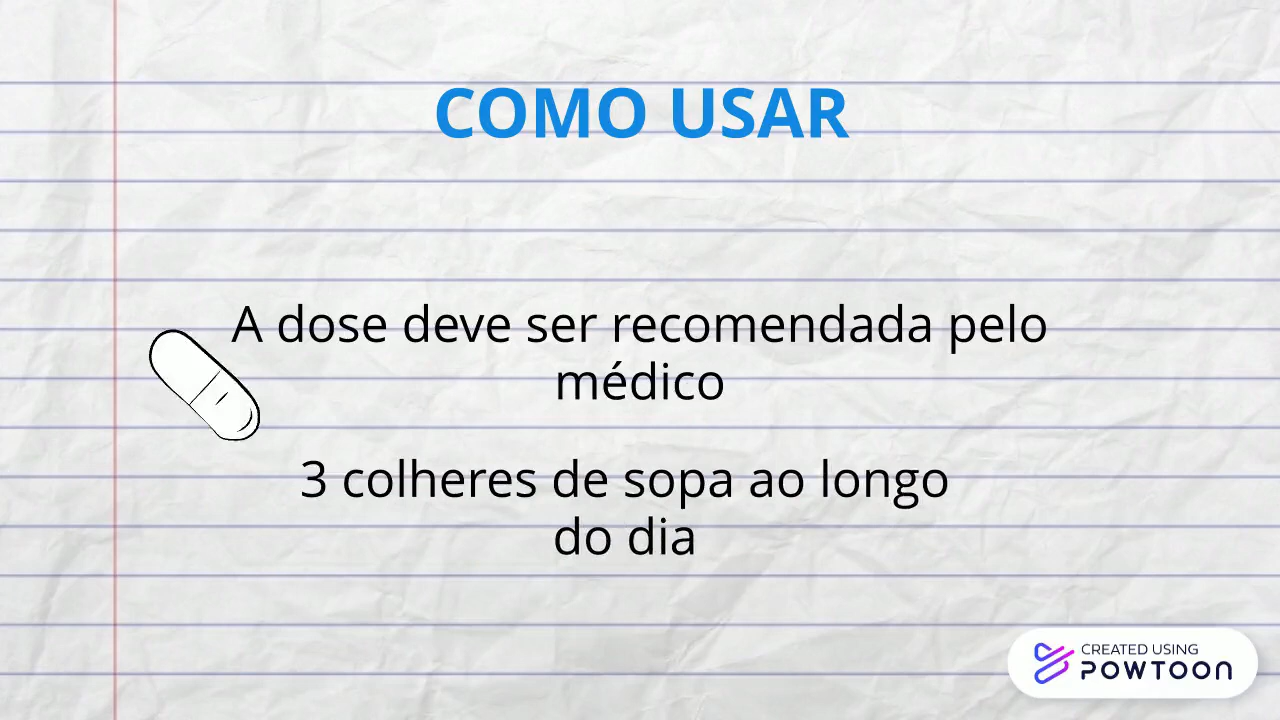 COMO USAR
A dose deve ser recomendada pelo
médico
3 colheres de sopa ao longo
do dia
CREATED USING
POWTOON